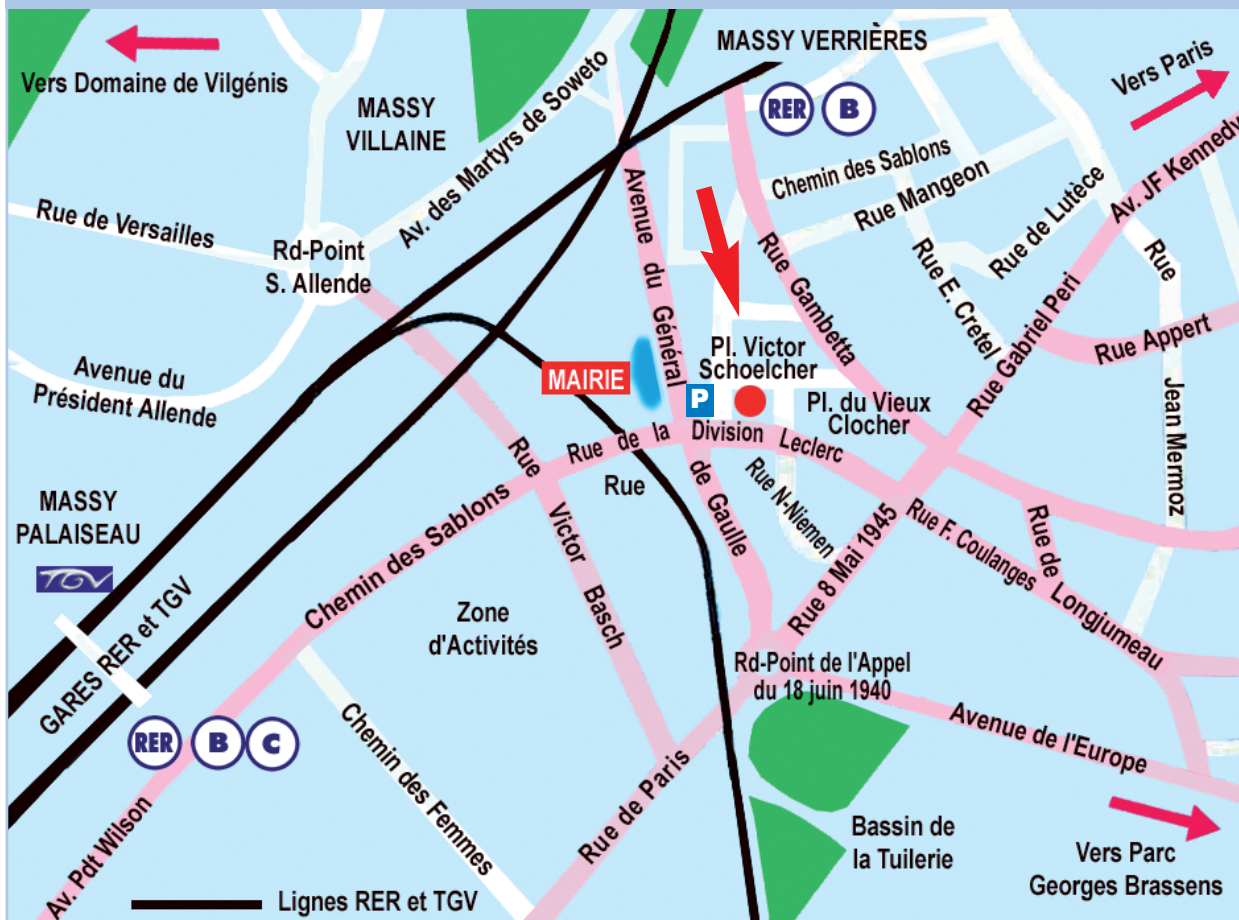 MASSY VERRIÈRES
Vers Domaine de Vilgénis
Vers Paris
MASSY
VILLAINE
RER B
Av. des Martyrs de Soweto
Chemin des Sablons
Rue Mangeon
Rue de Lutèce
Av. JF Kennedy
Rue de Versailles
Rd-Point
S. Allende
Avenue du Général de Gaulle
Rue Gambetta
Rue E. Cretel
Rue Jean Mermoz
Rue Gabriel Peri
Rue Appert
Avenue du
Président Allende
MAIRIE
Pl. Victor
Schoelcher
P
Pl. du Vieux
Clocher
Rue de la Division Leclerc
Rue
Rue Victor Basch
Rue N-Niemen
Rue 8 Mai 1945
Rue F. Coulanges
Rue de Longjumeau
MASSY
PALAISEAU
TGV
GARES RER et TGV
Chemin des Sablons
Zone
d'Activités
Rd-Point de l'Appel
du 18 juin 1940
RER B C
Chemin des Femmes
Avenue de l'Europe
Av. Pdt Wilson
Rue de Paris
Bassin de
la Tuilerie
Vers Parc
Georges Brassens
Lignes RER et TGV